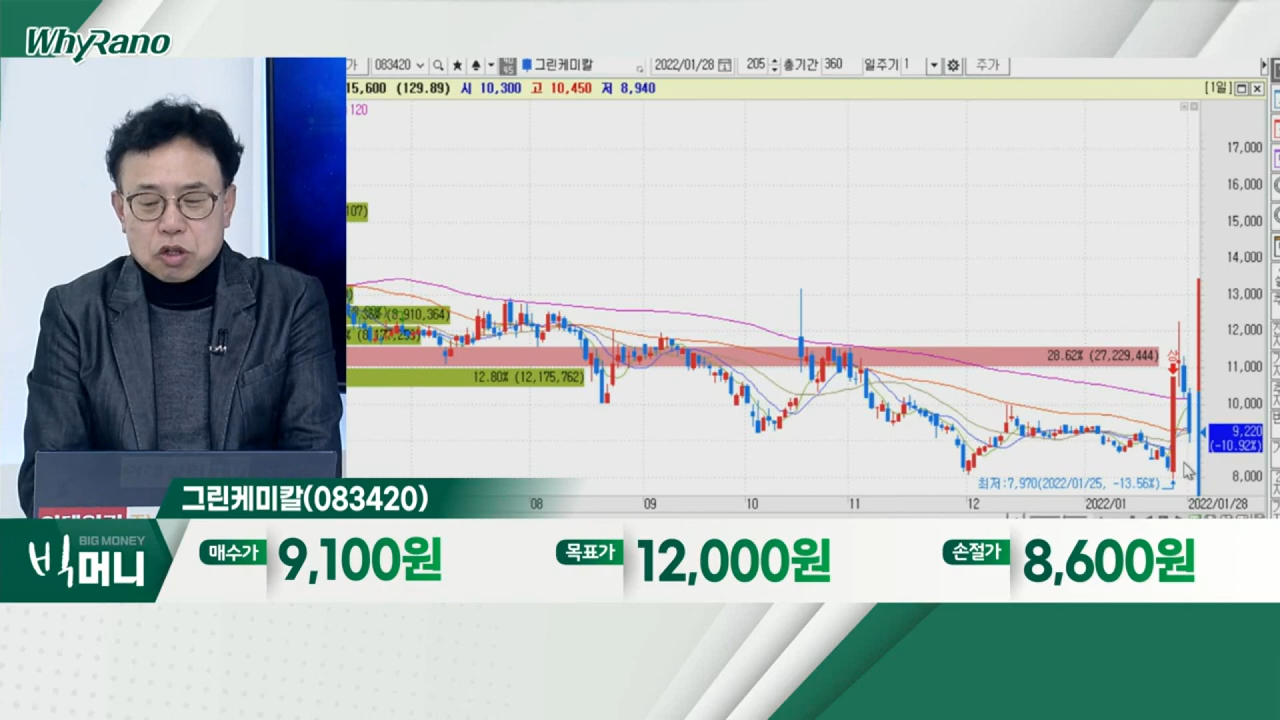 WhyRano
083420
그린케미칼
2022/01/28
205
총기간 360
일주기 1
주가
15,600 (129.89) 시 10,300 고 10,450 저 8,940
[1일]
120
107)
17,000
16,000
15,000
14,000
13,000
12,000
11,000
10,000
9,220
(-10.92%)
8,000
(8,910,364)
28.62% (27,229,444)
12.80% (12,175,762)
상
최저:7,970(2022/01/25, -13.56%)
08
09
10
11
12
2022/01
2022/01/28
그린케미칼(083420)
BIG MONEY
빅머니
매수가 9,100원
목표가 12,000원
손절가 8,600원